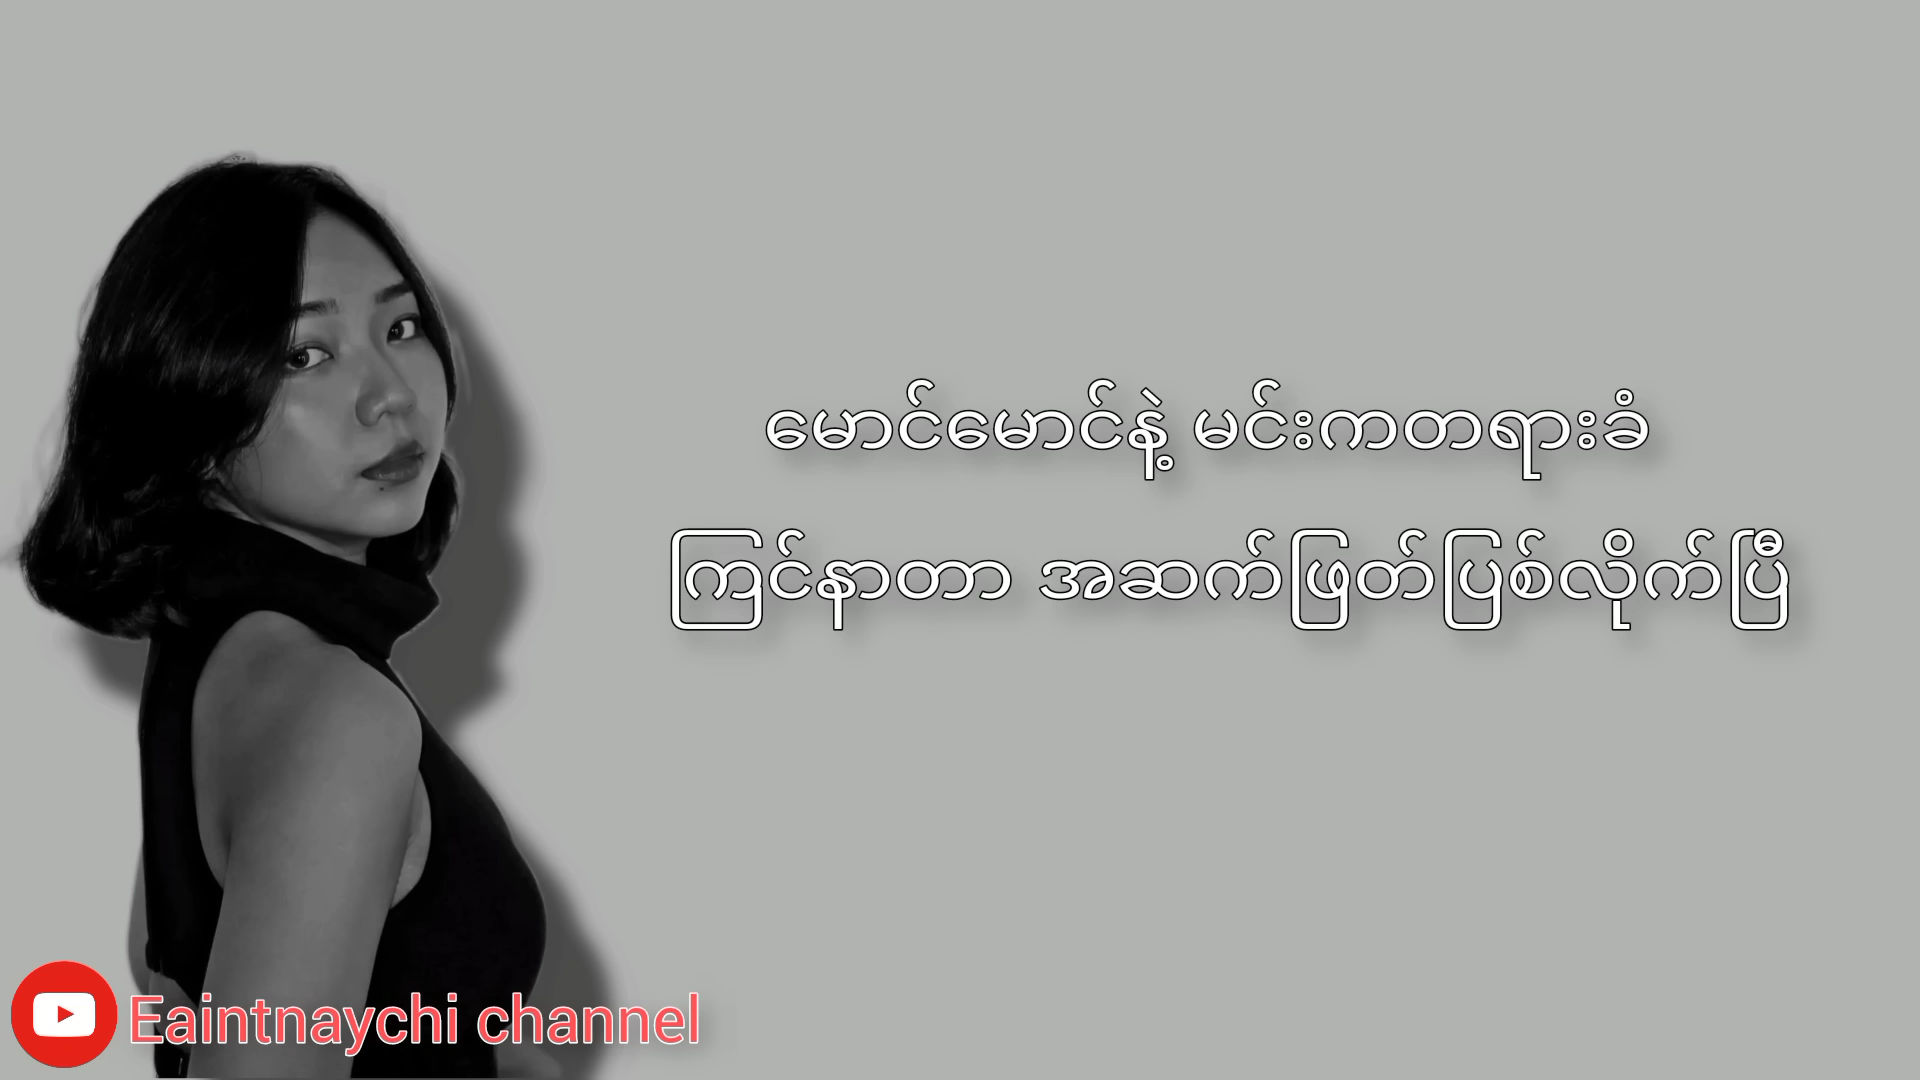 မောင်မောင်နဲ့ မင်းကတရားခံ
ကြင်နာတာ အဆက်ဖြတ်ပြစ်လိုက်ပြီ
Eaintnaychi channel